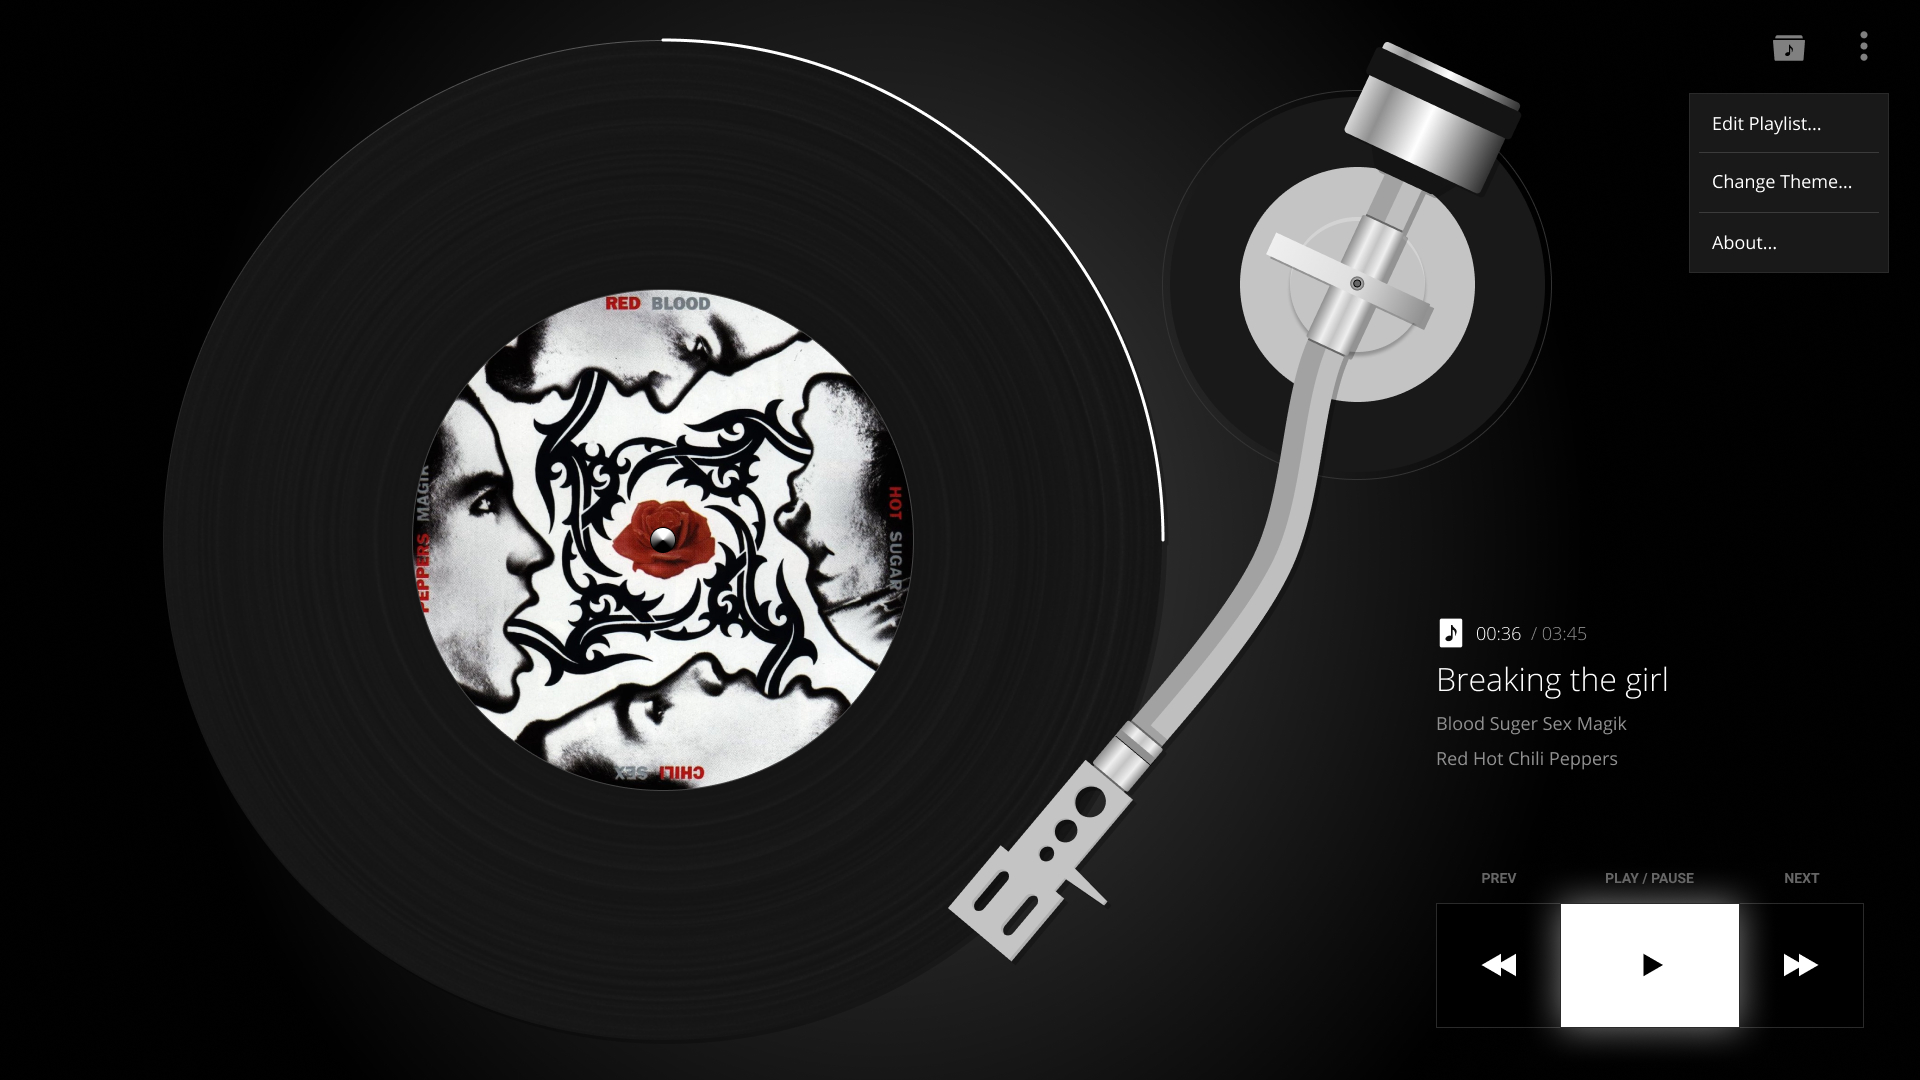 Edit Playlist...
Change Theme...
About...
RED BLOOD
HOT SUGAR
CHILI SEX
PEPPERS MAGIK
00:36 / 03:45
Breaking the girl
Blood Suger Sex Magik
Red Hot Chili Peppers
PREV PLAY / PAUSE NEXT